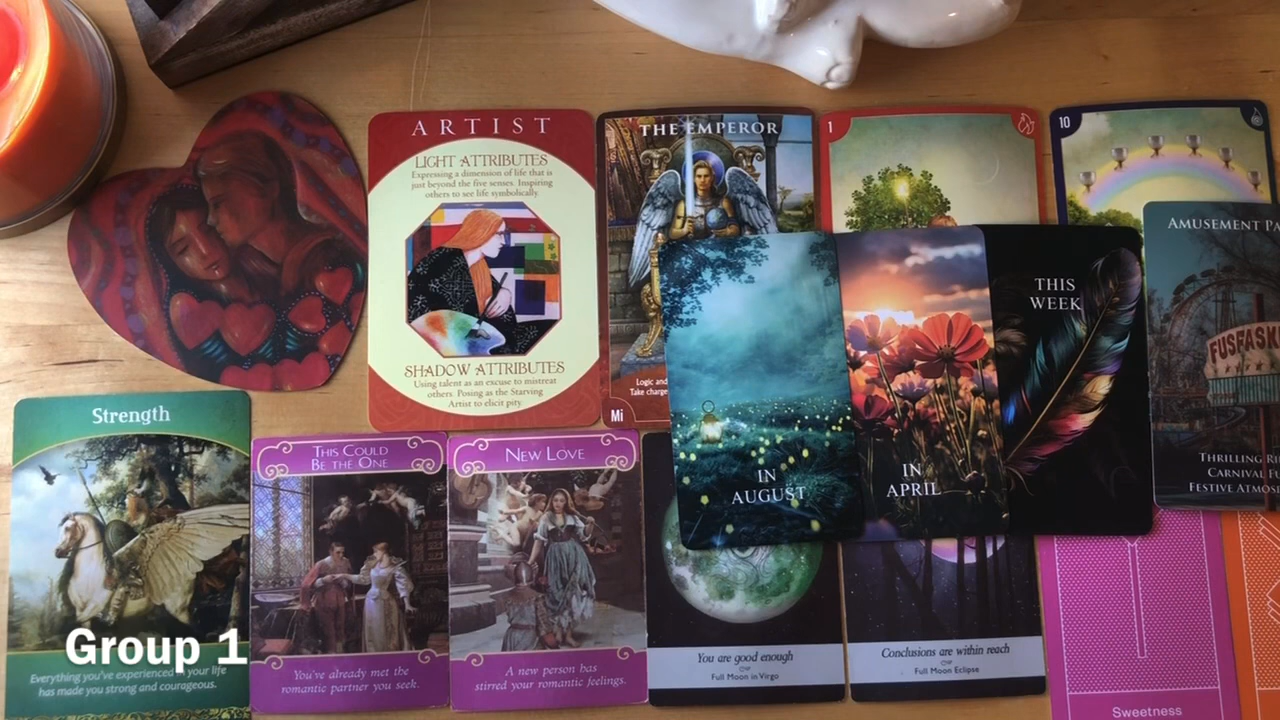 ARTIST
LIGHT ATTRIBUTES
Expressing a dimension of life that is
just beyond the five senses. Inspiring
others to see life symbolically.
SHADOW ATTRIBUTES
Using talent as an excuse to mistreat
others. Posing as the Starving
Artist to elicit pity.
THE EMPEROR
Logic and
Take charge
Mi
1
10
IN
AUGUST
IN
APRIL
THIS
WEEK
AMUSEMENT PA
FUSFASK
THRILLING RI
CARNIVAL F
FESTIVE ATMOS
Strength
Everything you've experienced in your life
has made you strong and courageous.
Group 1
THIS COULD
BE THE ONE
You've already met the
romantic partner you seek.
NEW LOVE
A new person has
stirred your romantic feelings.
You are good enough
Full Moon in Virgo
Conclusions are within reach
Full Moon Eclipse
Sweetness